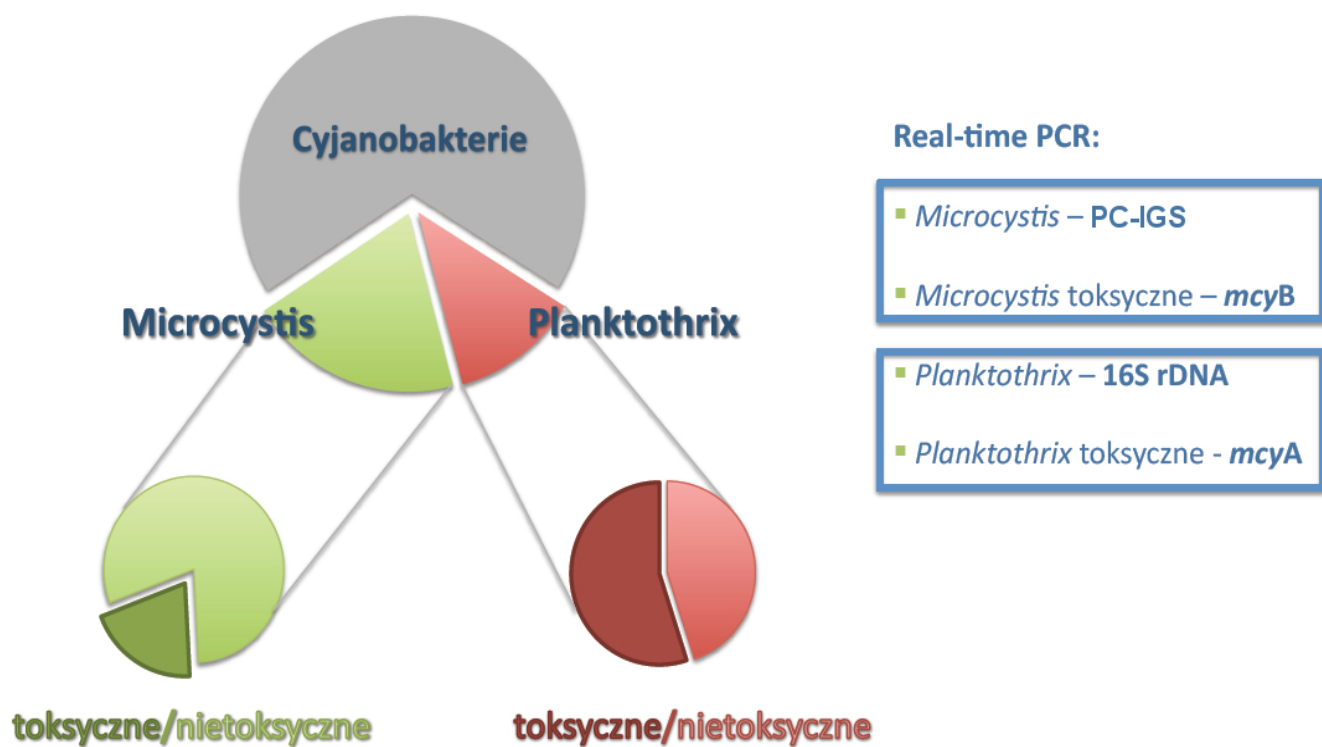 Cyjanobakterie
Microcystis
Planktothrix
toksyczne/nietoksyczne
toksyczne/nietoksyczne
Real-time PCR:
▪ Microcystis – PC-IGS
▪ Microcystis toksyczne – mcyB
▪ Planktothrix – 16S rDNA
▪ Planktothrix toksyczne - mcyA